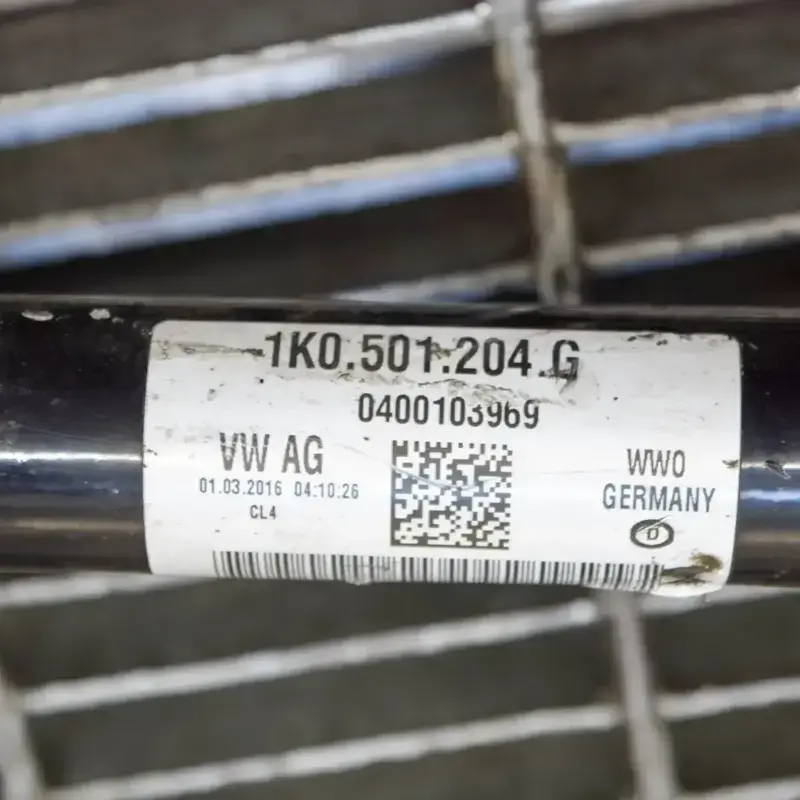 1K0.501.204.G
0400103969
VW AG
01.03.2016 04:10:26
CL4
WWO
GERMANY
D